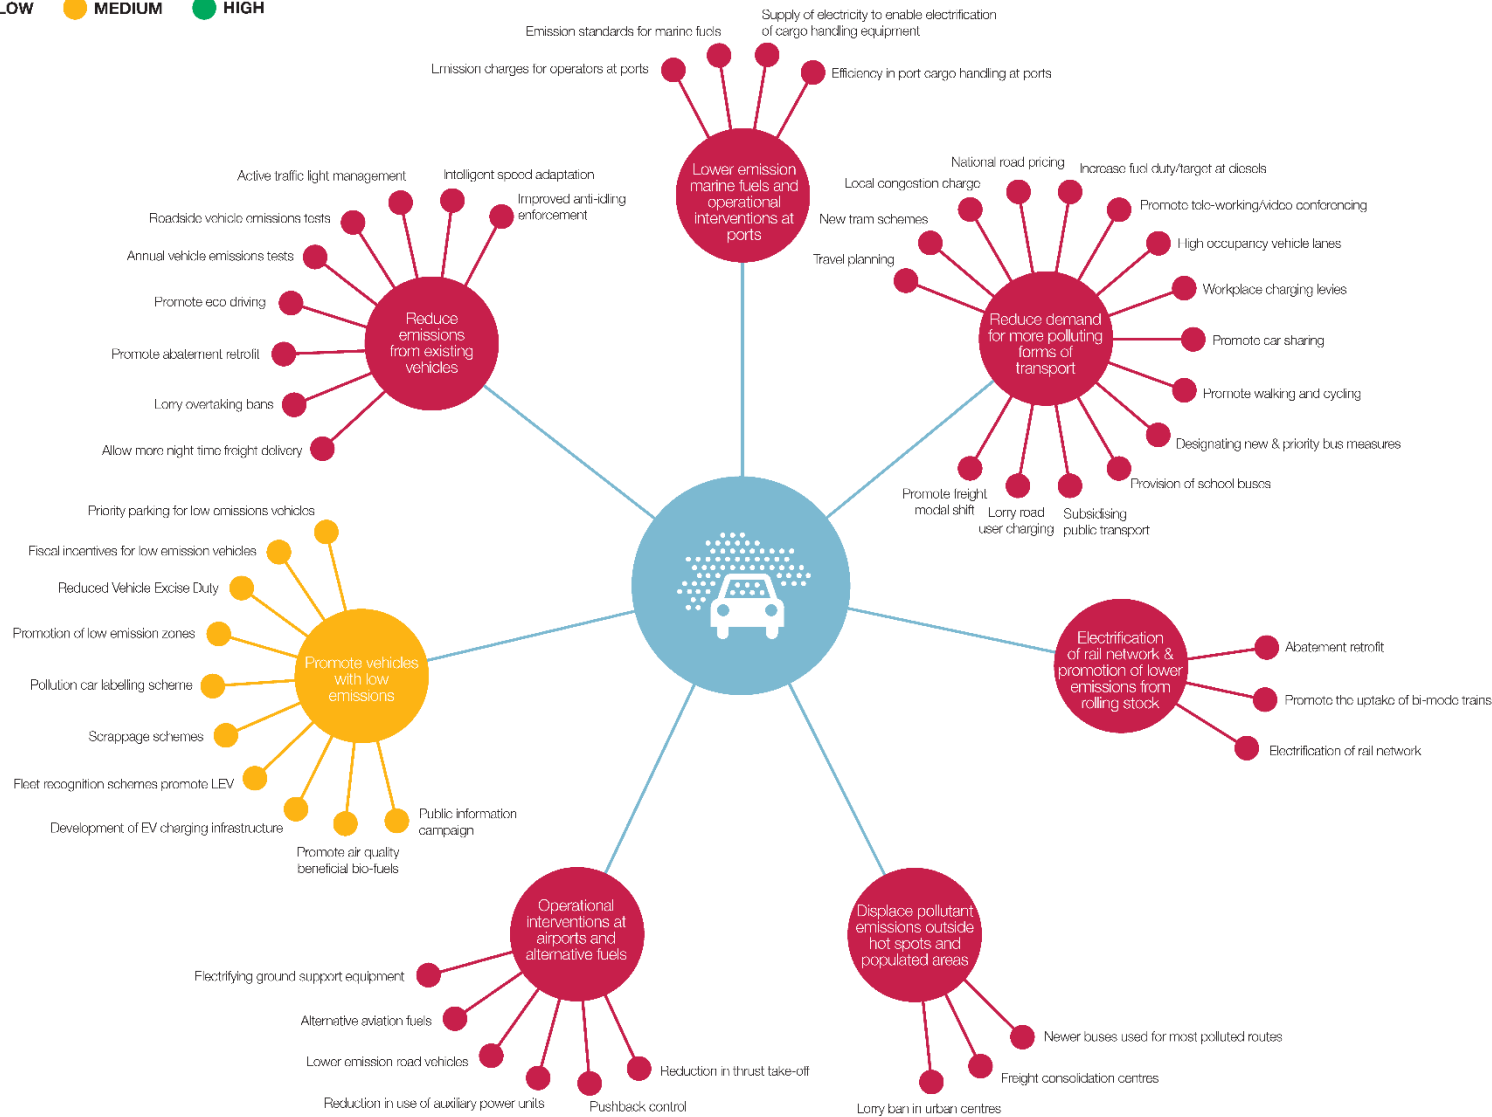 LOW
MEDIUM
HIGH
Supply of electricity to enable electrification
of cargo handling equipment
Emission standards for marine fuels
Emission charges for operators at ports
Efficiency in port cargo handling at ports
Lower emission
marine fuels and
operational
interventions at
ports
Active traffic light management
Intelligent speed adaptation
Improved anti-idling
enforcement
Roadside vehicle emissions tests
Annual vehicle emissions tests
Promote eco driving
Promote abatement retrofit
Lorry overtaking bans
Allow more night time freight delivery
Reduce
emissions
from existing
vehicles
National road pricing
Increase fuel duty/target at diesels
Local congestion charge
Promote tele-working/video conferencing
New tram schemes
High occupancy vehicle lanes
Travel planning
Workplace charging levies
Reduce demand
for more polluting
forms of
transport
Promote car sharing
Promote walking and cycling
Designating new & priority bus measures
Provision of school buses
Promote freight
modal shift
Lorry road
user charging
Subsidising
public transport
Priority parking for low emissions vehicles
Fiscal incentives for low emission vehicles
Reduced Vehicle Excise Duty
Promotion of low emission zones
Pollution car labelling scheme
Scrappage schemes
Fleet recognition schemes promote LEV
Development of EV charging infrastructure
Promote air quality
beneficial bio-fuels
Public information
campaign
Promote vehicles
with low
emissions
Electrification
of rail network &
promotion of lower
emissions from
rolling stock
Abatement retrofit
Promote the uptake of bi-mode trains
Electrification of rail network
Operational
interventions at
airports and
alternative fuels
Electrifying ground support equipment
Alternative aviation fuels
Lower emission road vehicles
Reduction in use of auxiliary power units
Pushback control
Reduction in thrust take-off
Displace pollutant
emissions outside
hot spots and
populated areas
Newer buses used for most polluted routes
Freight consolidation centres
Lorry ban in urban centres